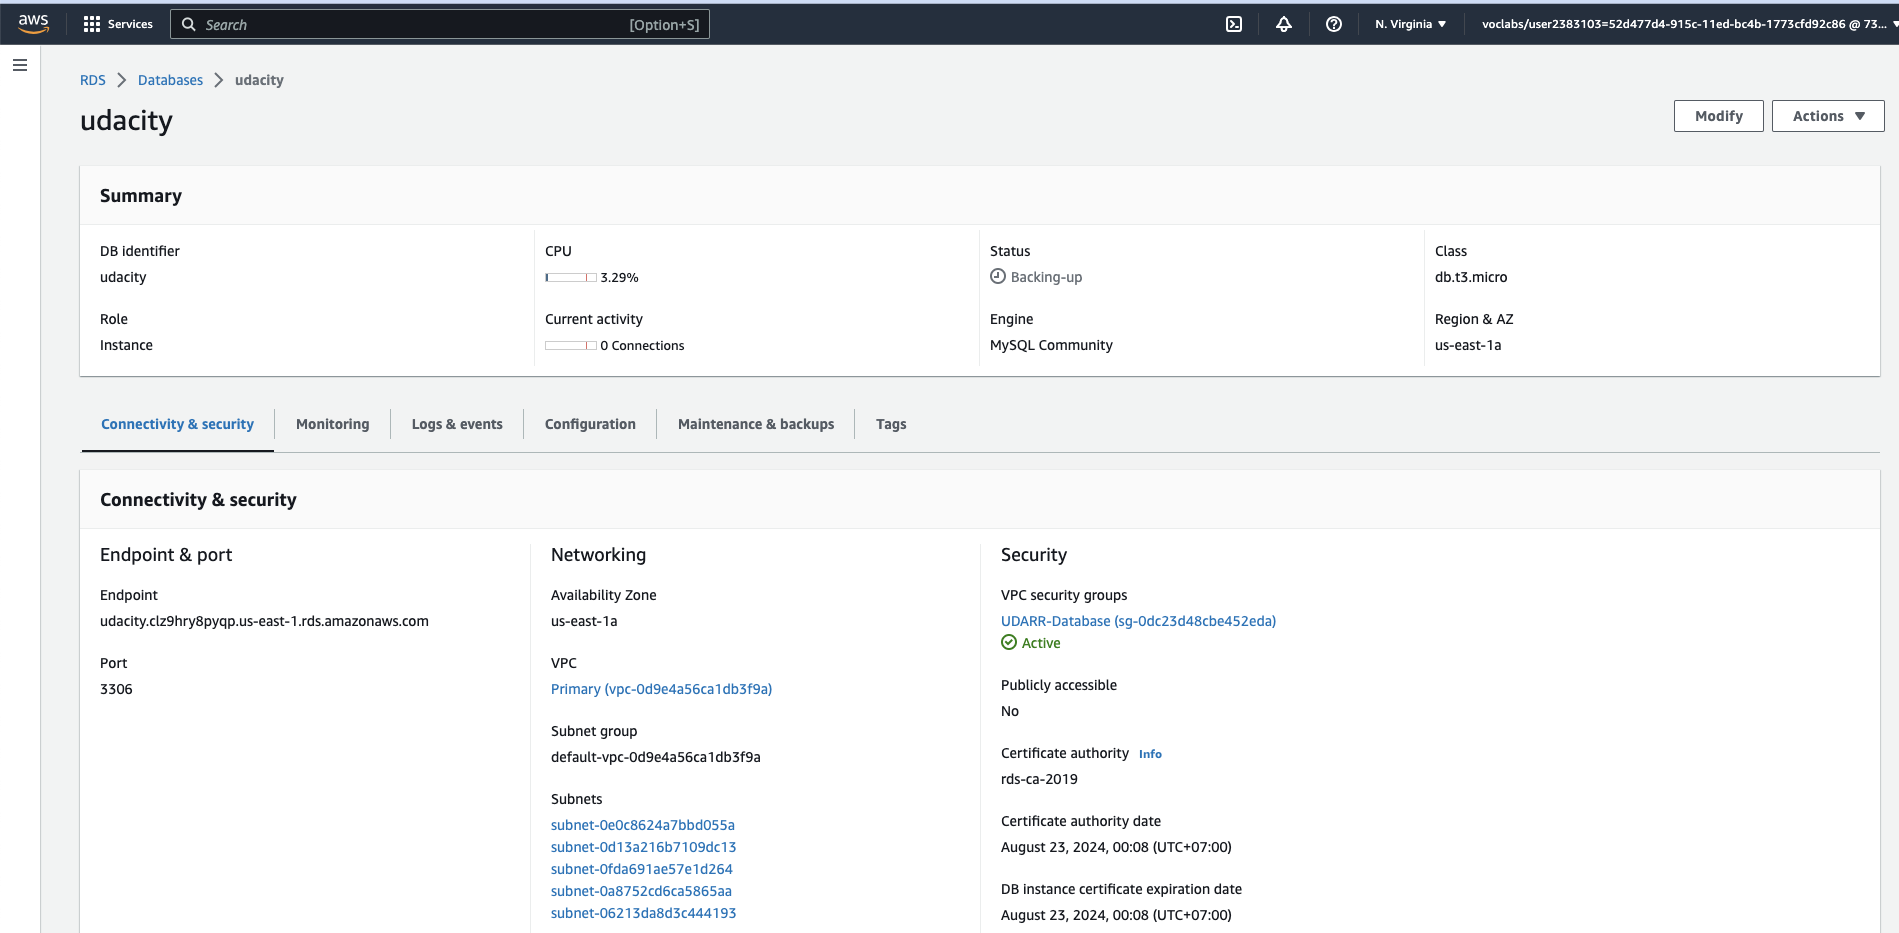 aws
Services
Search [Option+S]
N. Virginia
voclabs/user2383103=52d477d4-915c-11ed-bc4b-1773cfd92c86 @ 73...
RDS > Databases > udacity
udacity
Modify
Actions
Summary
DB identifier
udacity
CPU
3.29%
Status
Backing-up
Class
db.t3.micro
Role
Instance
Current activity
0 Connections
Engine
MySQL Community
Region & AZ
us-east-1a
Connectivity & security
Monitoring
Logs & events
Configuration
Maintenance & backups
Tags
Connectivity & security
Endpoint & port
Endpoint
udacity.clz9hry8pyqp.us-east-1.rds.amazonaws.com
Port
3306
Networking
Availability Zone
us-east-1a
VPC
Primary (vpc-0d9e4a56ca1db3f9a)
Subnet group
default-vpc-0d9e4a56ca1db3f9a
Subnets
subnet-0e0c8624a7bbd055a
subnet-0d13a216b7109dc13
subnet-0fda691ae57e1d264
subnet-0a8752cd6ca5865aa
subnet-06213da8d3c444193
Security
VPC security groups
UDARR-Database (sg-0dc23d48cbe452eda)
Active
Publicly accessible
No
Certificate authority Info
rds-ca-2019
Certificate authority date
August 23, 2024, 00:08 (UTC+07:00)
DB instance certificate expiration date
August 23, 2024, 00:08 (UTC+07:00)